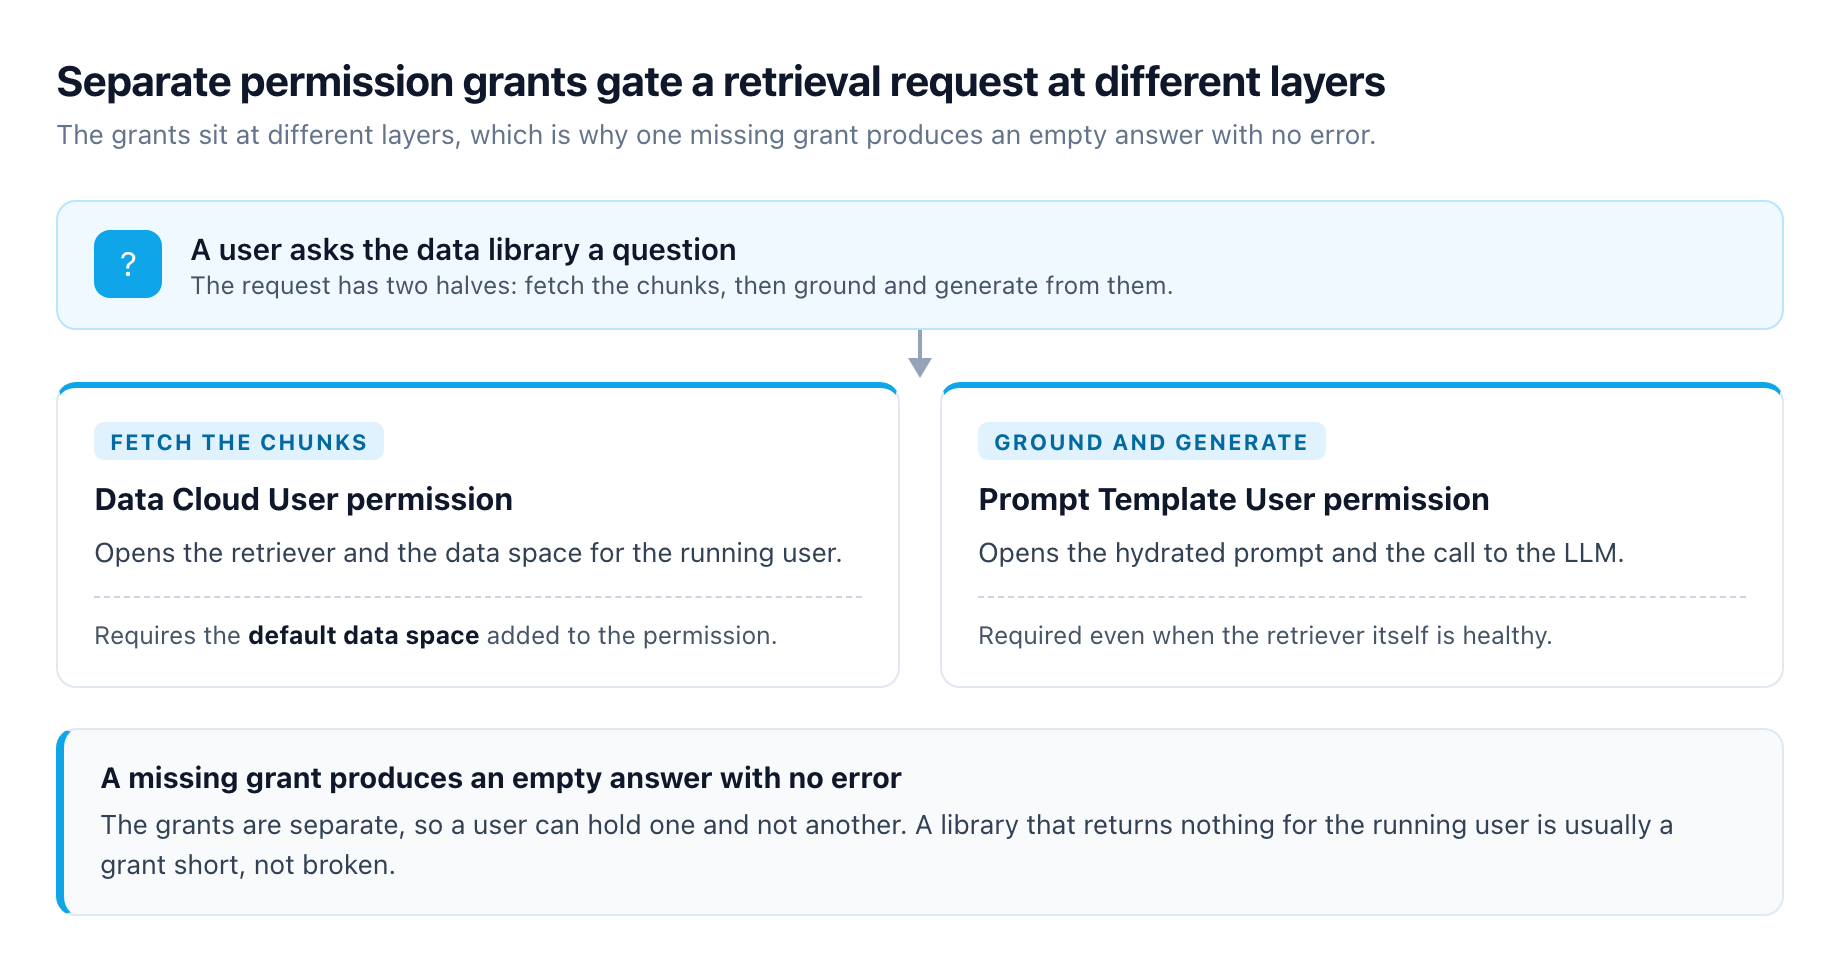 Separate permission grants gate a retrieval request at different layers
The grants sit at different layers, which is why one missing grant produces an empty answer with no error.
?
A user asks the data library a question
The request has two halves: fetch the chunks, then ground and generate from them.
FETCH THE CHUNKS
Data Cloud User permission
Opens the retriever and the data space for the running user.
Requires the default data space added to the permission.
GROUND AND GENERATE
Prompt Template User permission
Opens the hydrated prompt and the call to the LLM.
Required even when the retriever itself is healthy.
A missing grant produces an empty answer with no error
The grants are separate, so a user can hold one and not another. A library that returns nothing for the running user is usually a
grant short, not broken.